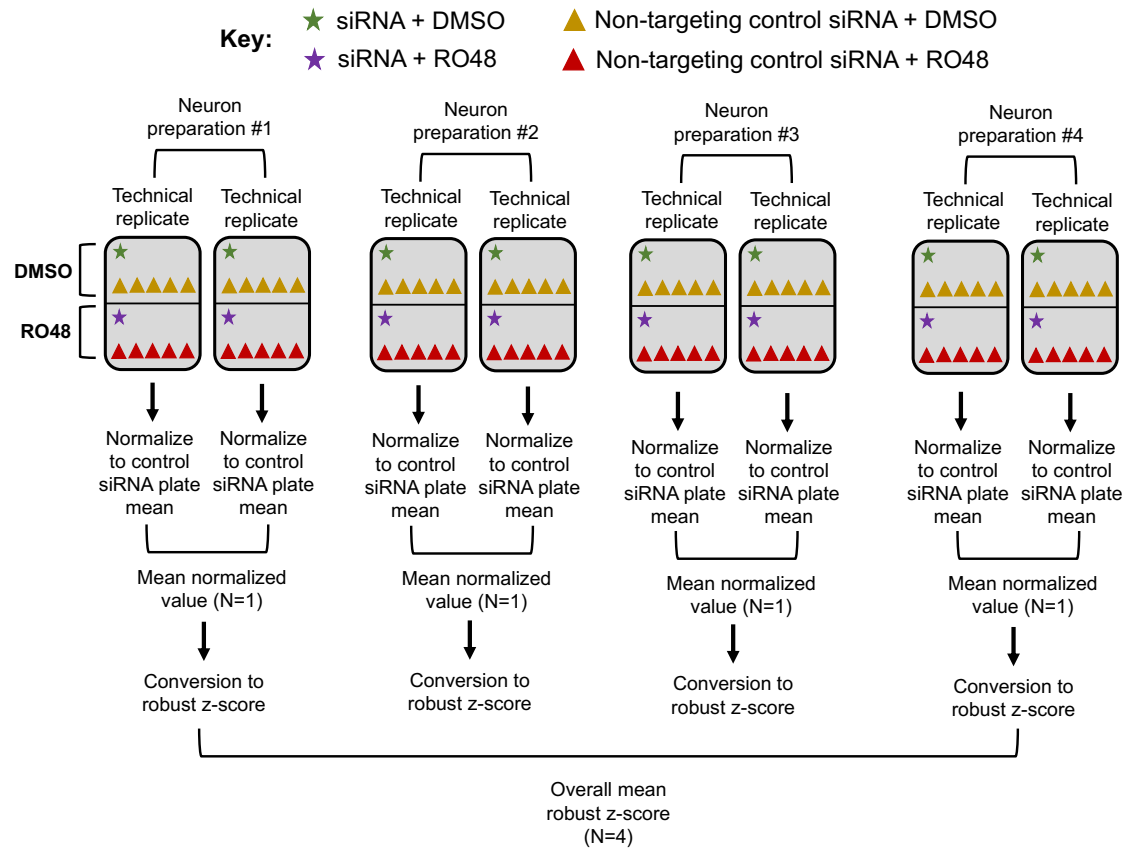 Key:
siRNA + DMSO
Non-targeting control siRNA + DMSO
siRNA + RO48
Non-targeting control siRNA + RO48
Neuron
preparation #1
Neuron
preparation #2
Neuron
preparation #3
Neuron
preparation #4
Technical
replicate
Technical
replicate
Technical
replicate
Technical
replicate
Technical
replicate
Technical
replicate
Technical
replicate
Technical
replicate
DMSO
RO48
Normalize
to control
siRNA plate
mean
Normalize
to control
siRNA plate
mean
Normalize
to control
siRNA plate
mean
Normalize
to control
siRNA plate
mean
Normalize
to control
siRNA plate
mean
Normalize
to control
siRNA plate
mean
Normalize
to control
siRNA plate
mean
Normalize
to control
siRNA plate
mean
Mean normalized
value (N=1)
Mean normalized
value (N=1)
Mean normalized
value (N=1)
Mean normalized
value (N=1)
Conversion to
robust z-score
Conversion to
robust z-score
Conversion to
robust z-score
Conversion to
robust z-score
Overall mean
robust z-score
(N=4)